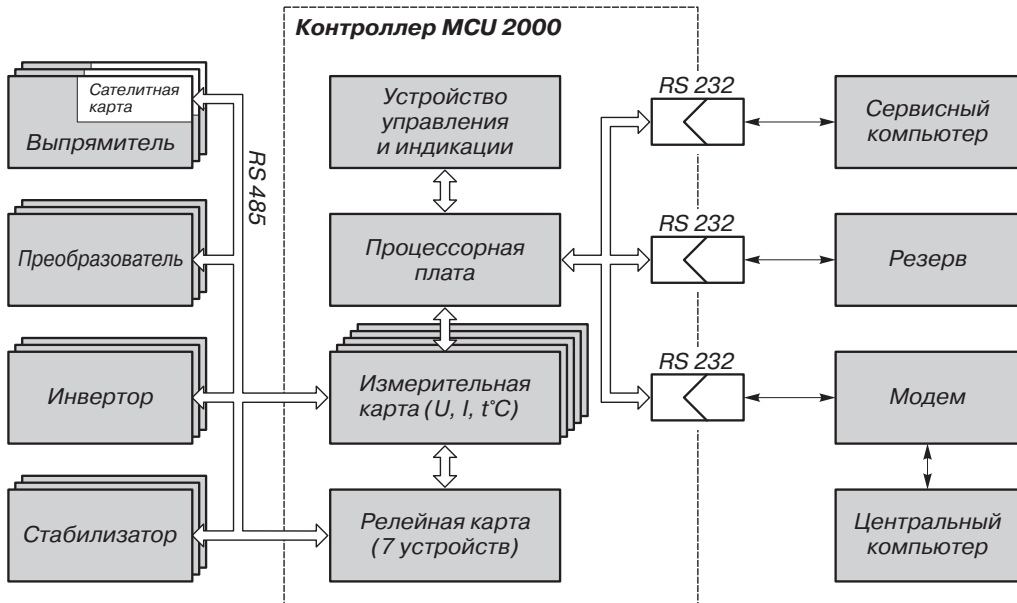 Контроллер MCU 2000
Сателитная
карта
Выпрямитель
RS 485
Преобразователь
Инвертор
Стабилизатор
Устройство
управления
и индикации
Процессорная
плата
Измерительная
карта (U, I, t°C)
Релейная карта
(7 устройств)
RS 232
RS 232
RS 232
Сервисный
компьютер
Резерв
Модем
Центральный
компьютер